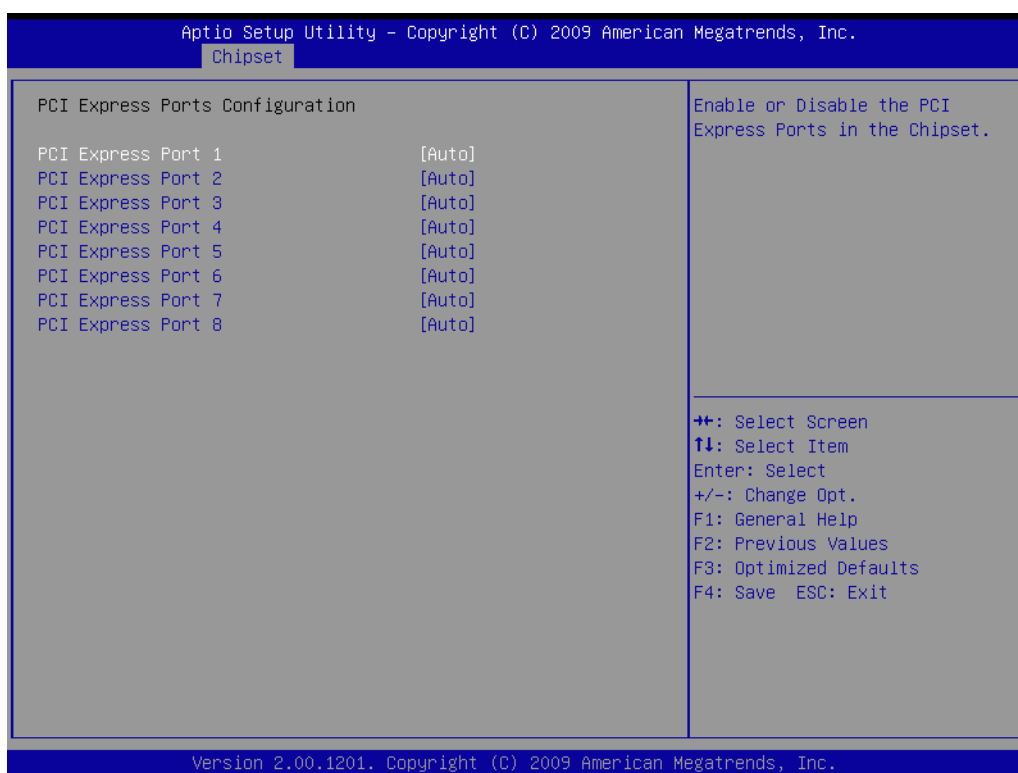 Aptio Setup Utility – Copyright (C) 2009 American Megatrends, Inc.
Chipset
PCI Express Ports Configuration
PCI Express Port 1 [Auto]
PCI Express Port 2 [Auto]
PCI Express Port 3 [Auto]
PCI Express Port 4 [Auto]
PCI Express Port 5 [Auto]
PCI Express Port 6 [Auto]
PCI Express Port 7 [Auto]
PCI Express Port 8 [Auto]
Enable or Disable the PCI
Express Ports in the Chipset.
→←: Select Screen
↑↓: Select Item
Enter: Select
+/-: Change Opt.
F1: General Help
F2: Previous Values
F3: Optimized Defaults
F4: Save  ESC: Exit
Version 2.00.1201. Copyright (C) 2009 American Megatrends, Inc.